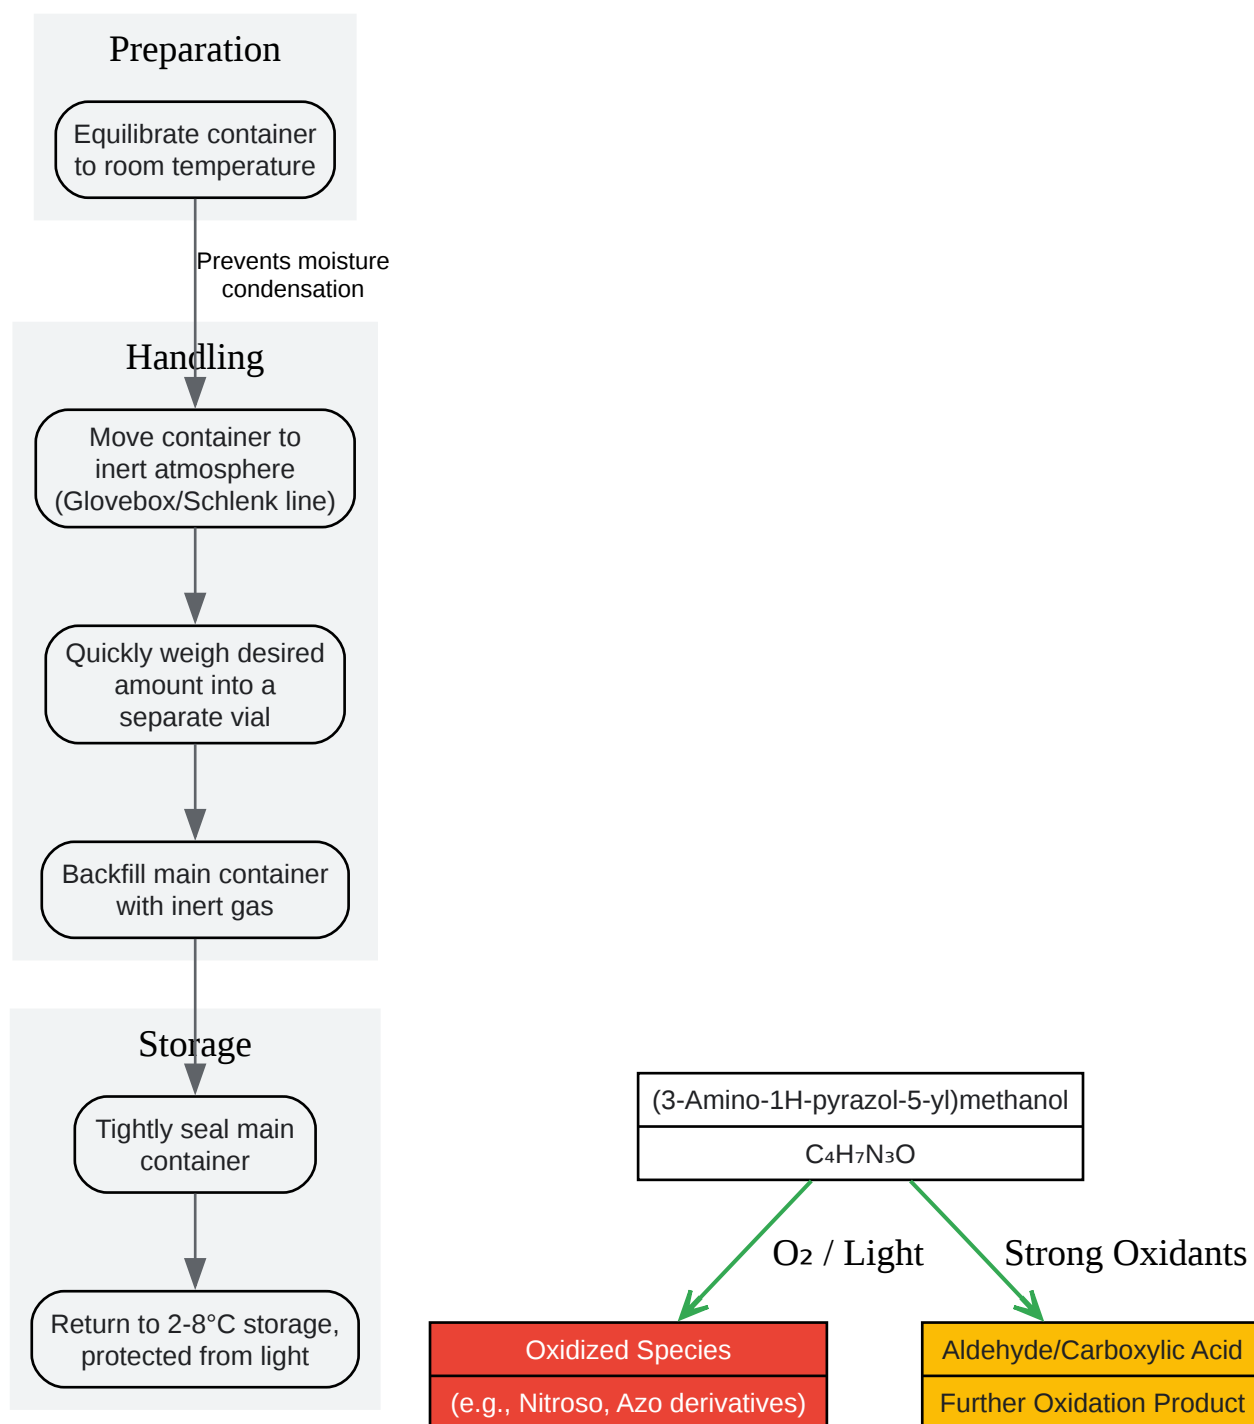 Preparation
Equilibrate container
to room temperature
Prevents moisture
condensation
Handling
Move container to
inert atmosphere
(Glovebox/Schlenk line)
Quickly weigh desired
amount into a
separate vial
Backfill main container
with inert gas
Storage
Tightly seal main
container
Return to 2-8°C storage,
protected from light
(3-Amino-1H-pyrazol-5-yl)methanol
C₄H₇N₃O
O₂ / Light
Strong Oxidants
Oxidized Species
(e.g., Nitroso, Azo derivatives)
Aldehyde/Carboxylic Acid
Further Oxidation Product